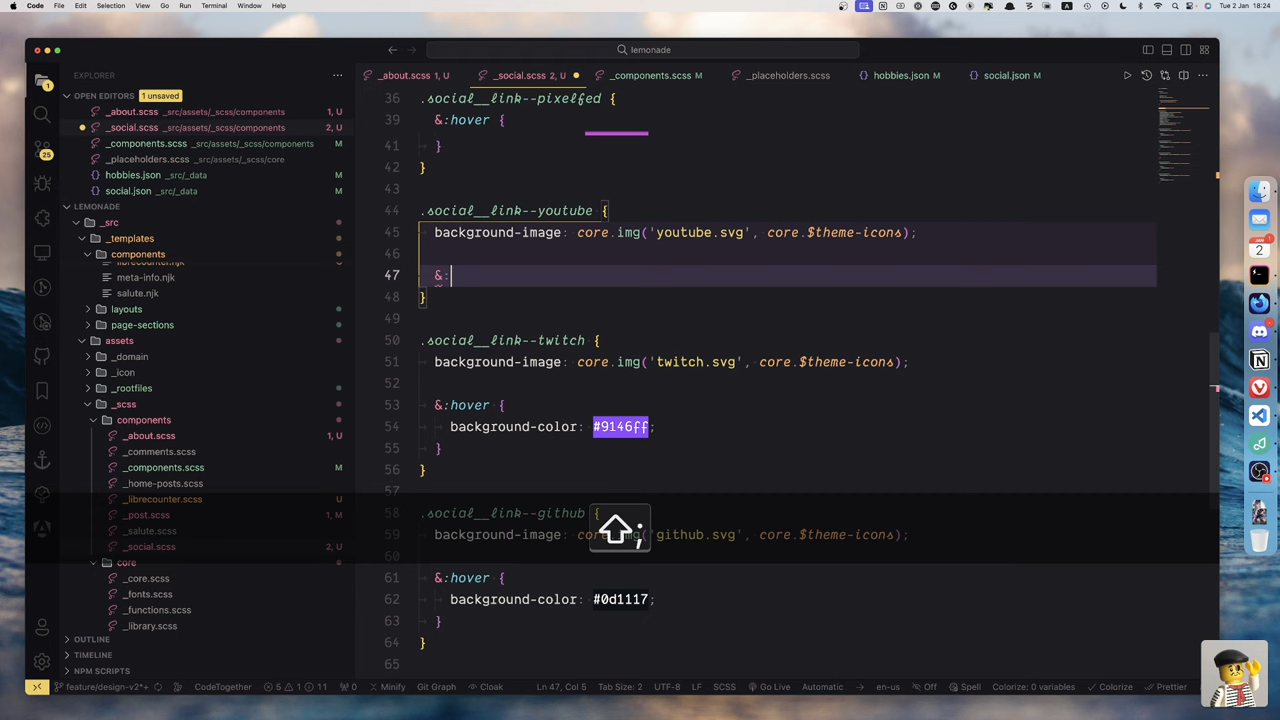 Code File Edit Selection View Go Run Terminal Window Help Tue 2 Jan 18:24
lemonade
EXPLORER
_about.scss 1, U
_social.scss 2, U
_components.scss M
_placeholders.scss
hobbies.json M
social.json M
OPEN EDITORS 1 unsaved
_about.scss _src/assets/_scss/components 1, U
_social.scss _src/assets/_scss/components 2, U
_components.scss _src/assets/_scss/components M
_placeholders.scss _src/assets/_scss/core
hobbies.json _src/_data M
social.json _src/_data M
LEMONADE
_src
_templates
components
librecounter.njk
meta-info.njk
salute.njk
layouts
page-sections
assets
_domain
_icon
_rootfiles
_scss
components
_about.scss 1, U
_comments.scss
_components.scss M
_home-posts.scss
_librecounter.scss U
_post.scss
_salute.scss
_social.scss 2, U
core
_core.scss
_fonts.scss
_functions.scss
_library.scss
OUTLINE
TIMELINE
NPM SCRIPTS
25
1
36 .social__link--pixelfed {
39 &:hover {
41 }
42 }
43
44 .social__link--youtube {
45 background-image: core.img('youtube.svg', core.$theme-icons);
46
47 &:
48 }
49
50 .social__link--twitch {
51 background-image: core.img('twitch.svg', core.$theme-icons);
52
53 &:hover {
54 background-color: #9146ff;
55 }
56 }
57
58 .social__link--github {
59 background-image: core.img('github.svg', core.$theme-icons);
60
61 &:hover {
62 background-color: #0d1117;
63 }
64 }
65
⇧;
JAN
2
feature/design-v2*+ CodeTogether 5 1 11 0 Minify Git Graph Cloak Ln 47, Col 5 Tab Size: 2 UTF-8 LF SCSS Go Live Automatic en-us Off Spell Colorize: 0 variables Colorize Prettier